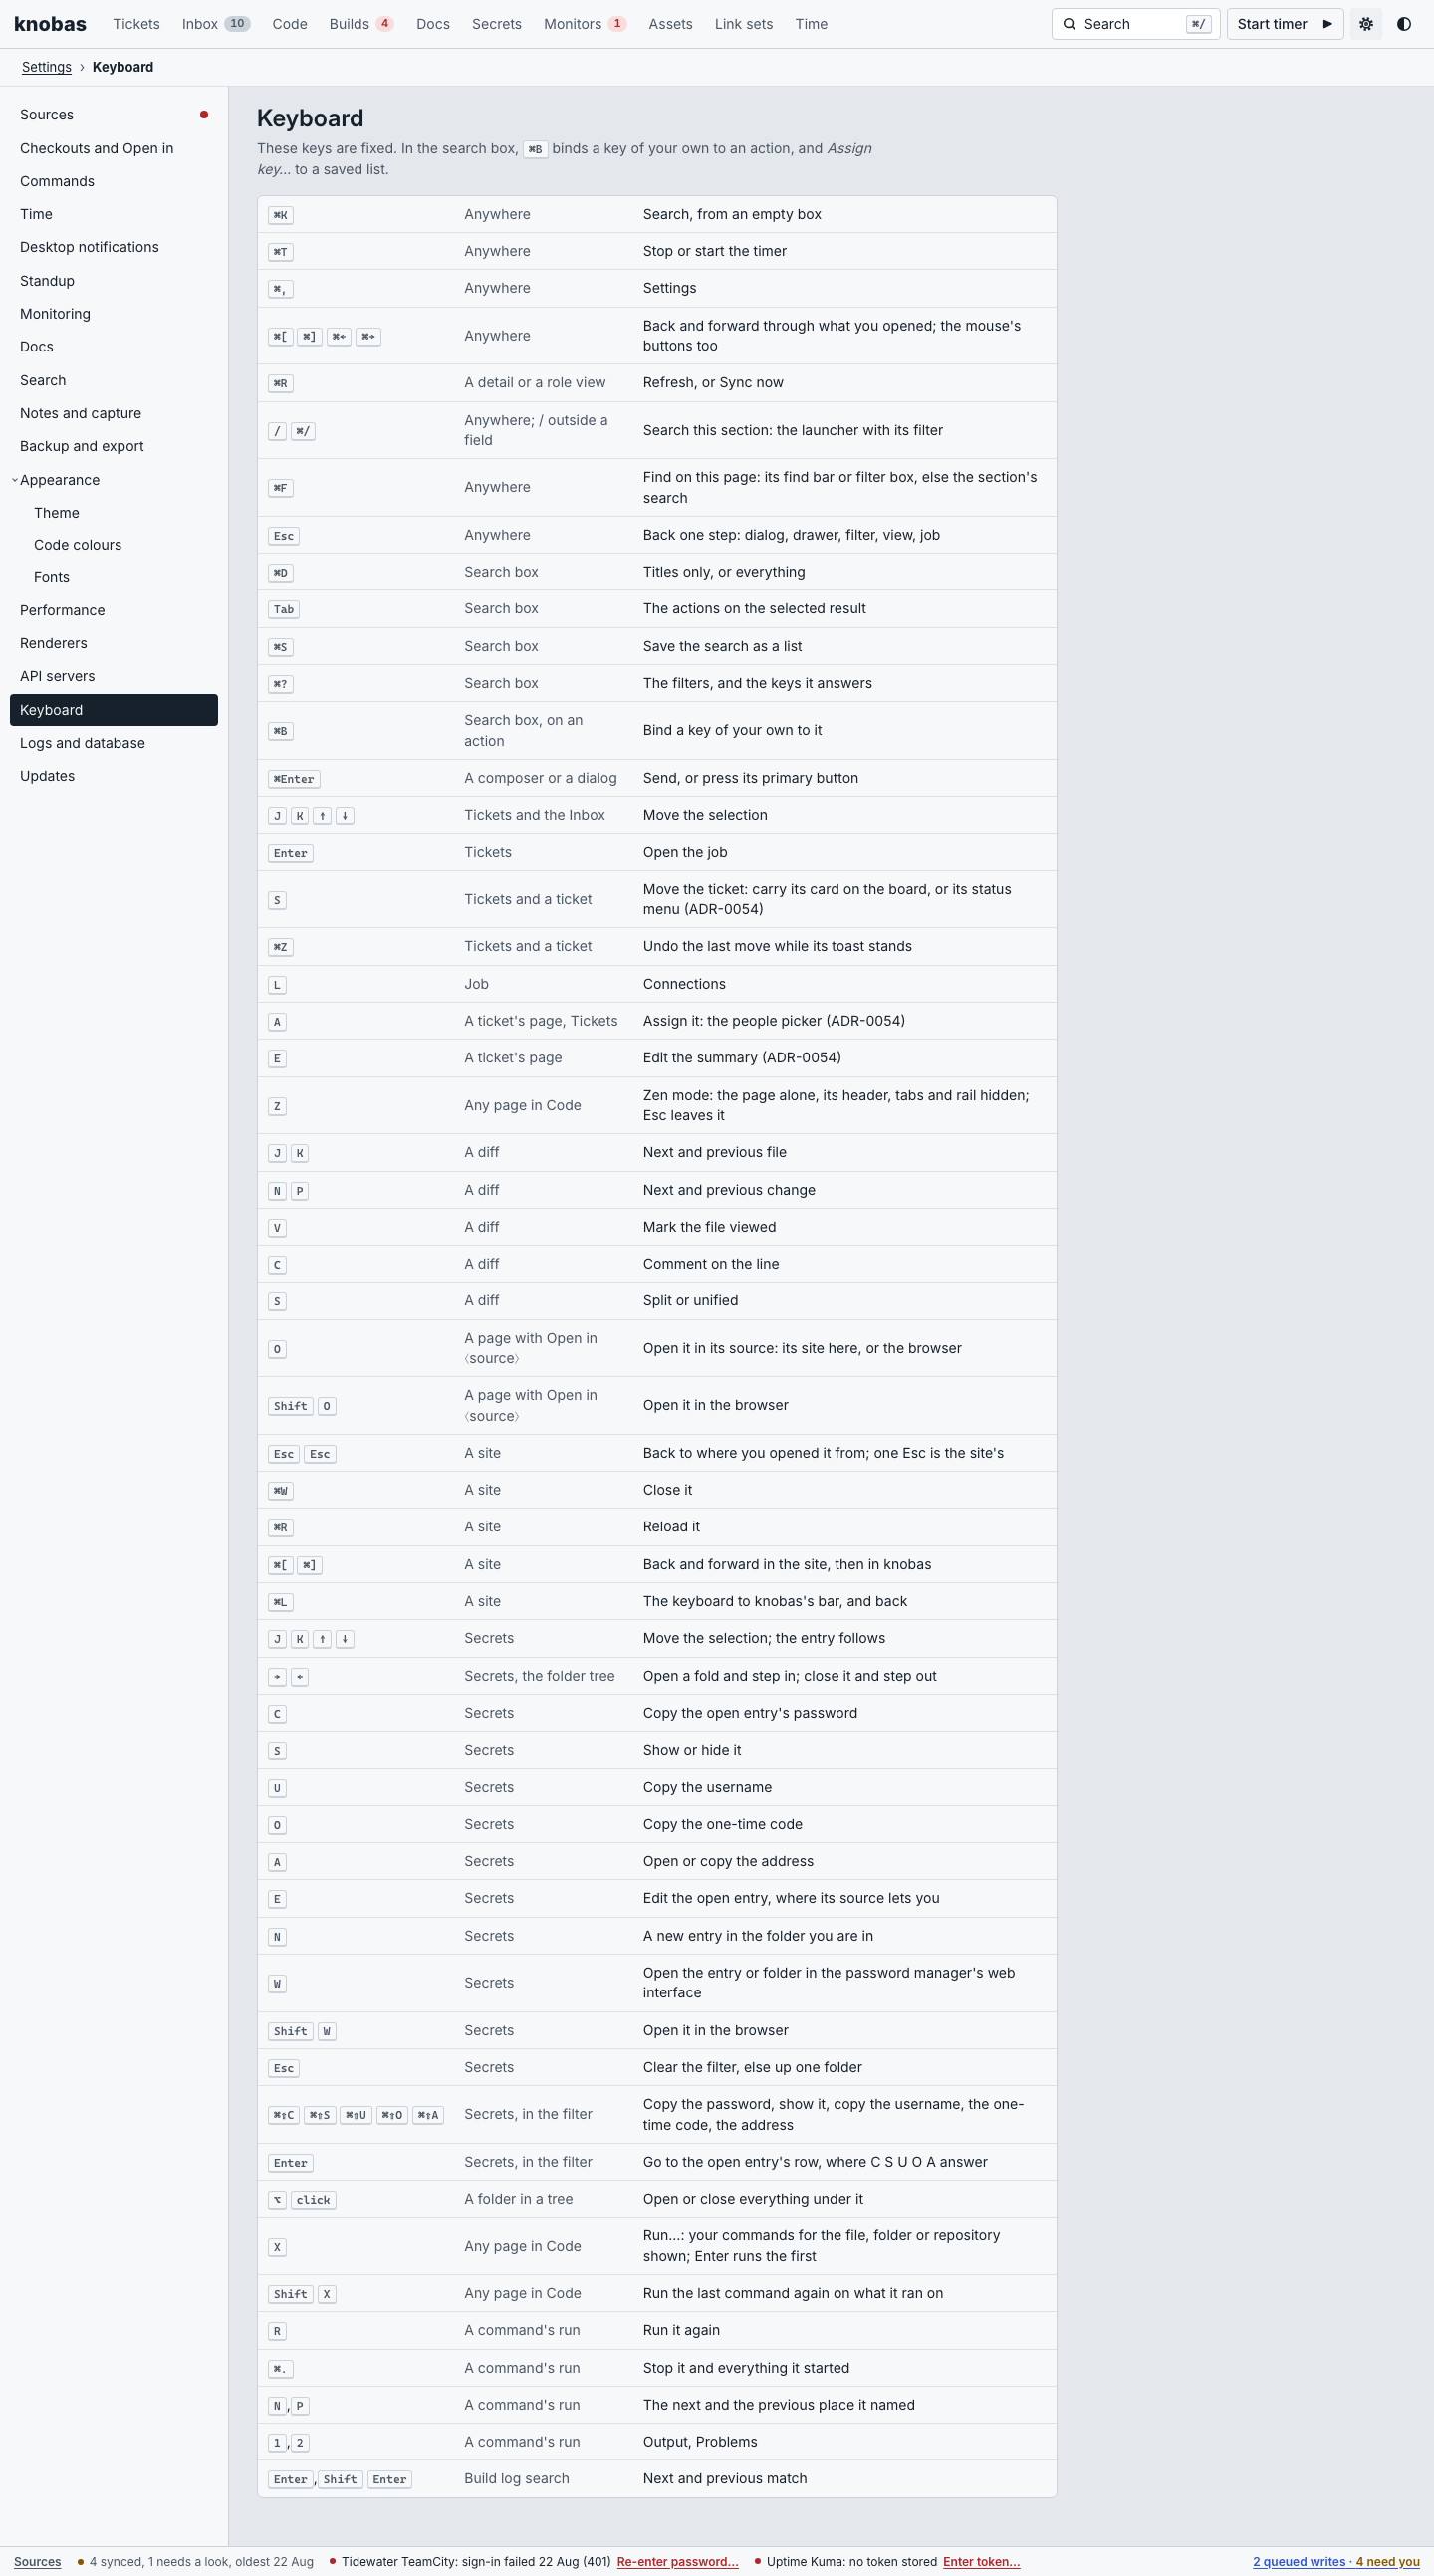 knobas Tickets Inbox 10 Code Builds 4 Docs Secrets Monitors 1 Assets Link sets Time Search ⌘/ Start timer
Settings › Keyboard
Sources
Checkouts and Open in
Commands
Time
Desktop notifications
Standup
Monitoring
Docs
Search
Notes and capture
Backup and export
Appearance
Theme
Code colours
Fonts
Performance
Renderers
API servers
Keyboard
Logs and database
Updates
Keyboard
These keys are fixed. In the search box, ⌘B binds a key of your own to an action, and Assign
key… to a saved list.
⌘K Anywhere Search, from an empty box
⌘T Anywhere Stop or start the timer
⌘, Anywhere Settings
⌘[ ⌘] ⌘← ⌘→ Anywhere Back and forward through what you opened; the mouse's
buttons too
⌘R A detail or a role view Refresh, or Sync now
/ ⌘/ Anywhere; / outside a
field Search this section: the launcher with its filter
⌘F Anywhere Find on this page: its find bar or filter box, else the section's
search
Esc Anywhere Back one step: dialog, drawer, filter, view, job
⌘D Search box Titles only, or everything
Tab Search box The actions on the selected result
⌘S Search box Save the search as a list
⌘? Search box The filters, and the keys it answers
⌘B Search box, on an
action Bind a key of your own to it
⌘Enter A composer or a dialog Send, or press its primary button
J K ↑ ↓ Tickets and the Inbox Move the selection
Enter Tickets Open the job
S Tickets and a ticket Move the ticket: carry its card on the board, or its status
menu (ADR-0054)
⌘Z Tickets and a ticket Undo the last move while its toast stands
L Job Connections
A A ticket's page, Tickets Assign it: the people picker (ADR-0054)
E A ticket's page Edit the summary (ADR-0054)
Z Any page in Code Zen mode: the page alone, its header, tabs and rail hidden;
Esc leaves it
J K A diff Next and previous file
N P A diff Next and previous change
V A diff Mark the file viewed
C A diff Comment on the line
S A diff Split or unified
O A page with Open in
〈source〉 Open it in its source: its site here, or the browser
Shift O A page with Open in
〈source〉 Open it in the browser
Esc Esc A site Back to where you opened it from; one Esc is the site's
⌘W A site Close it
⌘R A site Reload it
⌘[ ⌘] A site Back and forward in the site, then in knobas
⌘L A site The keyboard to knobas's bar, and back
J K ↑ ↓ Secrets Move the selection; the entry follows
→ ← Secrets, the folder tree Open a fold and step in; close it and step out
C Secrets Copy the open entry's password
S Secrets Show or hide it
U Secrets Copy the username
O Secrets Copy the one-time code
A Secrets Open or copy the address
E Secrets Edit the open entry, where its source lets you
N Secrets A new entry in the folder you are in
W Secrets Open the entry or folder in the password manager's web
interface
Shift W Secrets Open it in the browser
Esc Secrets Clear the filter, else up one folder
⌘⇧C ⌘⇧S ⌘⇧U ⌘⇧O ⌘⇧A Secrets, in the filter Copy the password, show it, copy the username, the one-
time code, the address
Enter Secrets, in the filter Go to the open entry's row, where C S U O A answer
⌥ click A folder in a tree Open or close everything under it
X Any page in Code Run…: your commands for the file, folder or repository
shown; Enter runs the first
Shift X Any page in Code Run the last command again on what it ran on
R A command's run Run it again
⌘. A command's run Stop it and everything it started
N,P A command's run The next and the previous place it named
1,2 A command's run Output, Problems
Enter,Shift Enter Build log search Next and previous match
Sources 4 synced, 1 needs a look, oldest 22 Aug Tidewater TeamCity: sign-in failed 22 Aug (401) Re-enter password… Uptime Kuma: no token stored Enter token… 2 queued writes · 4 need you